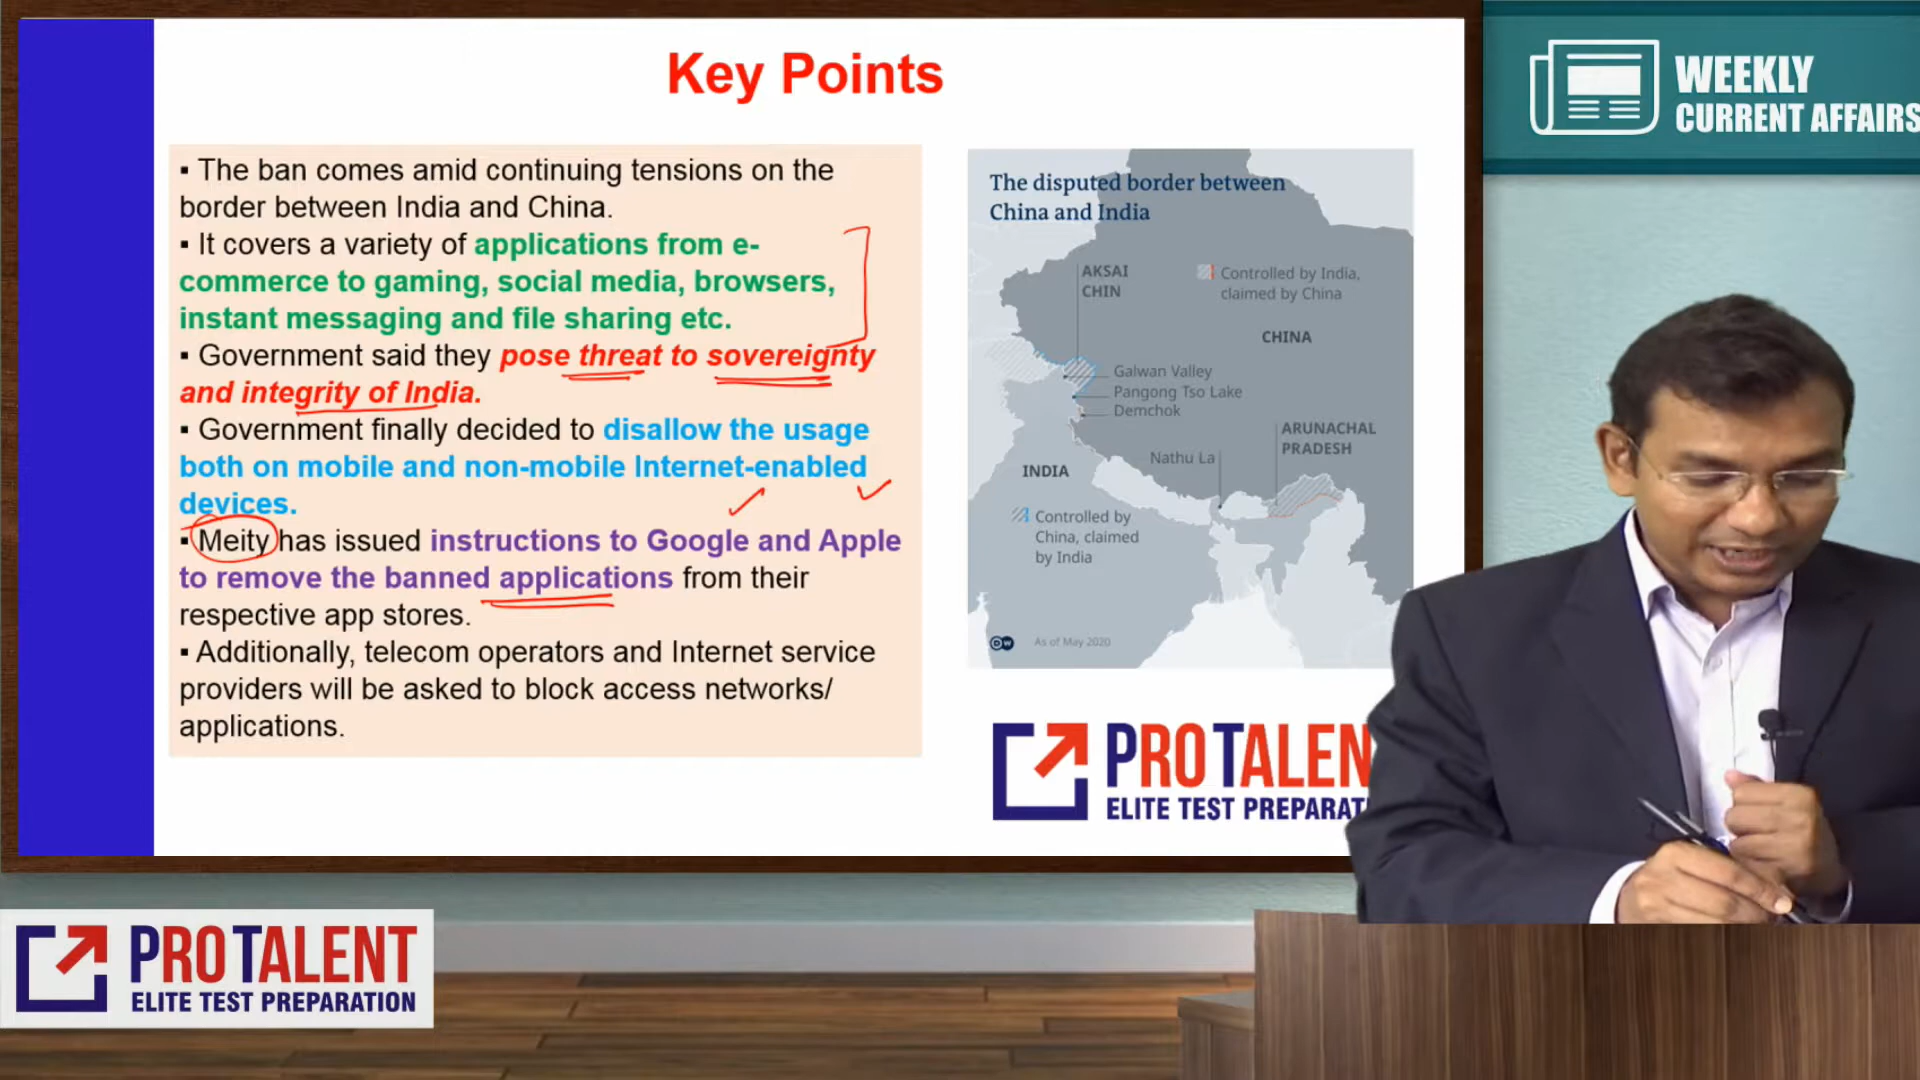 Key Points
▪ The ban comes amid continuing tensions on the
border between India and China.
▪ It covers a variety of applications from e-
commerce to gaming, social media, browsers,
instant messaging and file sharing etc.
▪ Government said they pose threat to sovereignty
and integrity of India.
▪ Government finally decided to disallow the usage
both on mobile and non-mobile Internet-enabled
devices.
▪ Meity has issued instructions to Google and Apple
to remove the banned applications from their
respective app stores.
▪ Additionally, telecom operators and Internet service
providers will be asked to block access networks/
applications.
The disputed border between
China and India
AKSAI
CHIN
Controlled by India,
claimed by China
CHINA
Galwan Valley
Pangong Tso Lake
Demchok
ARUNACHAL
PRADESH
Nathu La
INDIA
Controlled by
China, claimed
by India
DW
As of May 2020
PROTALEN
ELITE TEST PREPARAT
WEEKLY
CURRENT AFFAIRS
PROTALENT
ELITE TEST PREPARATION